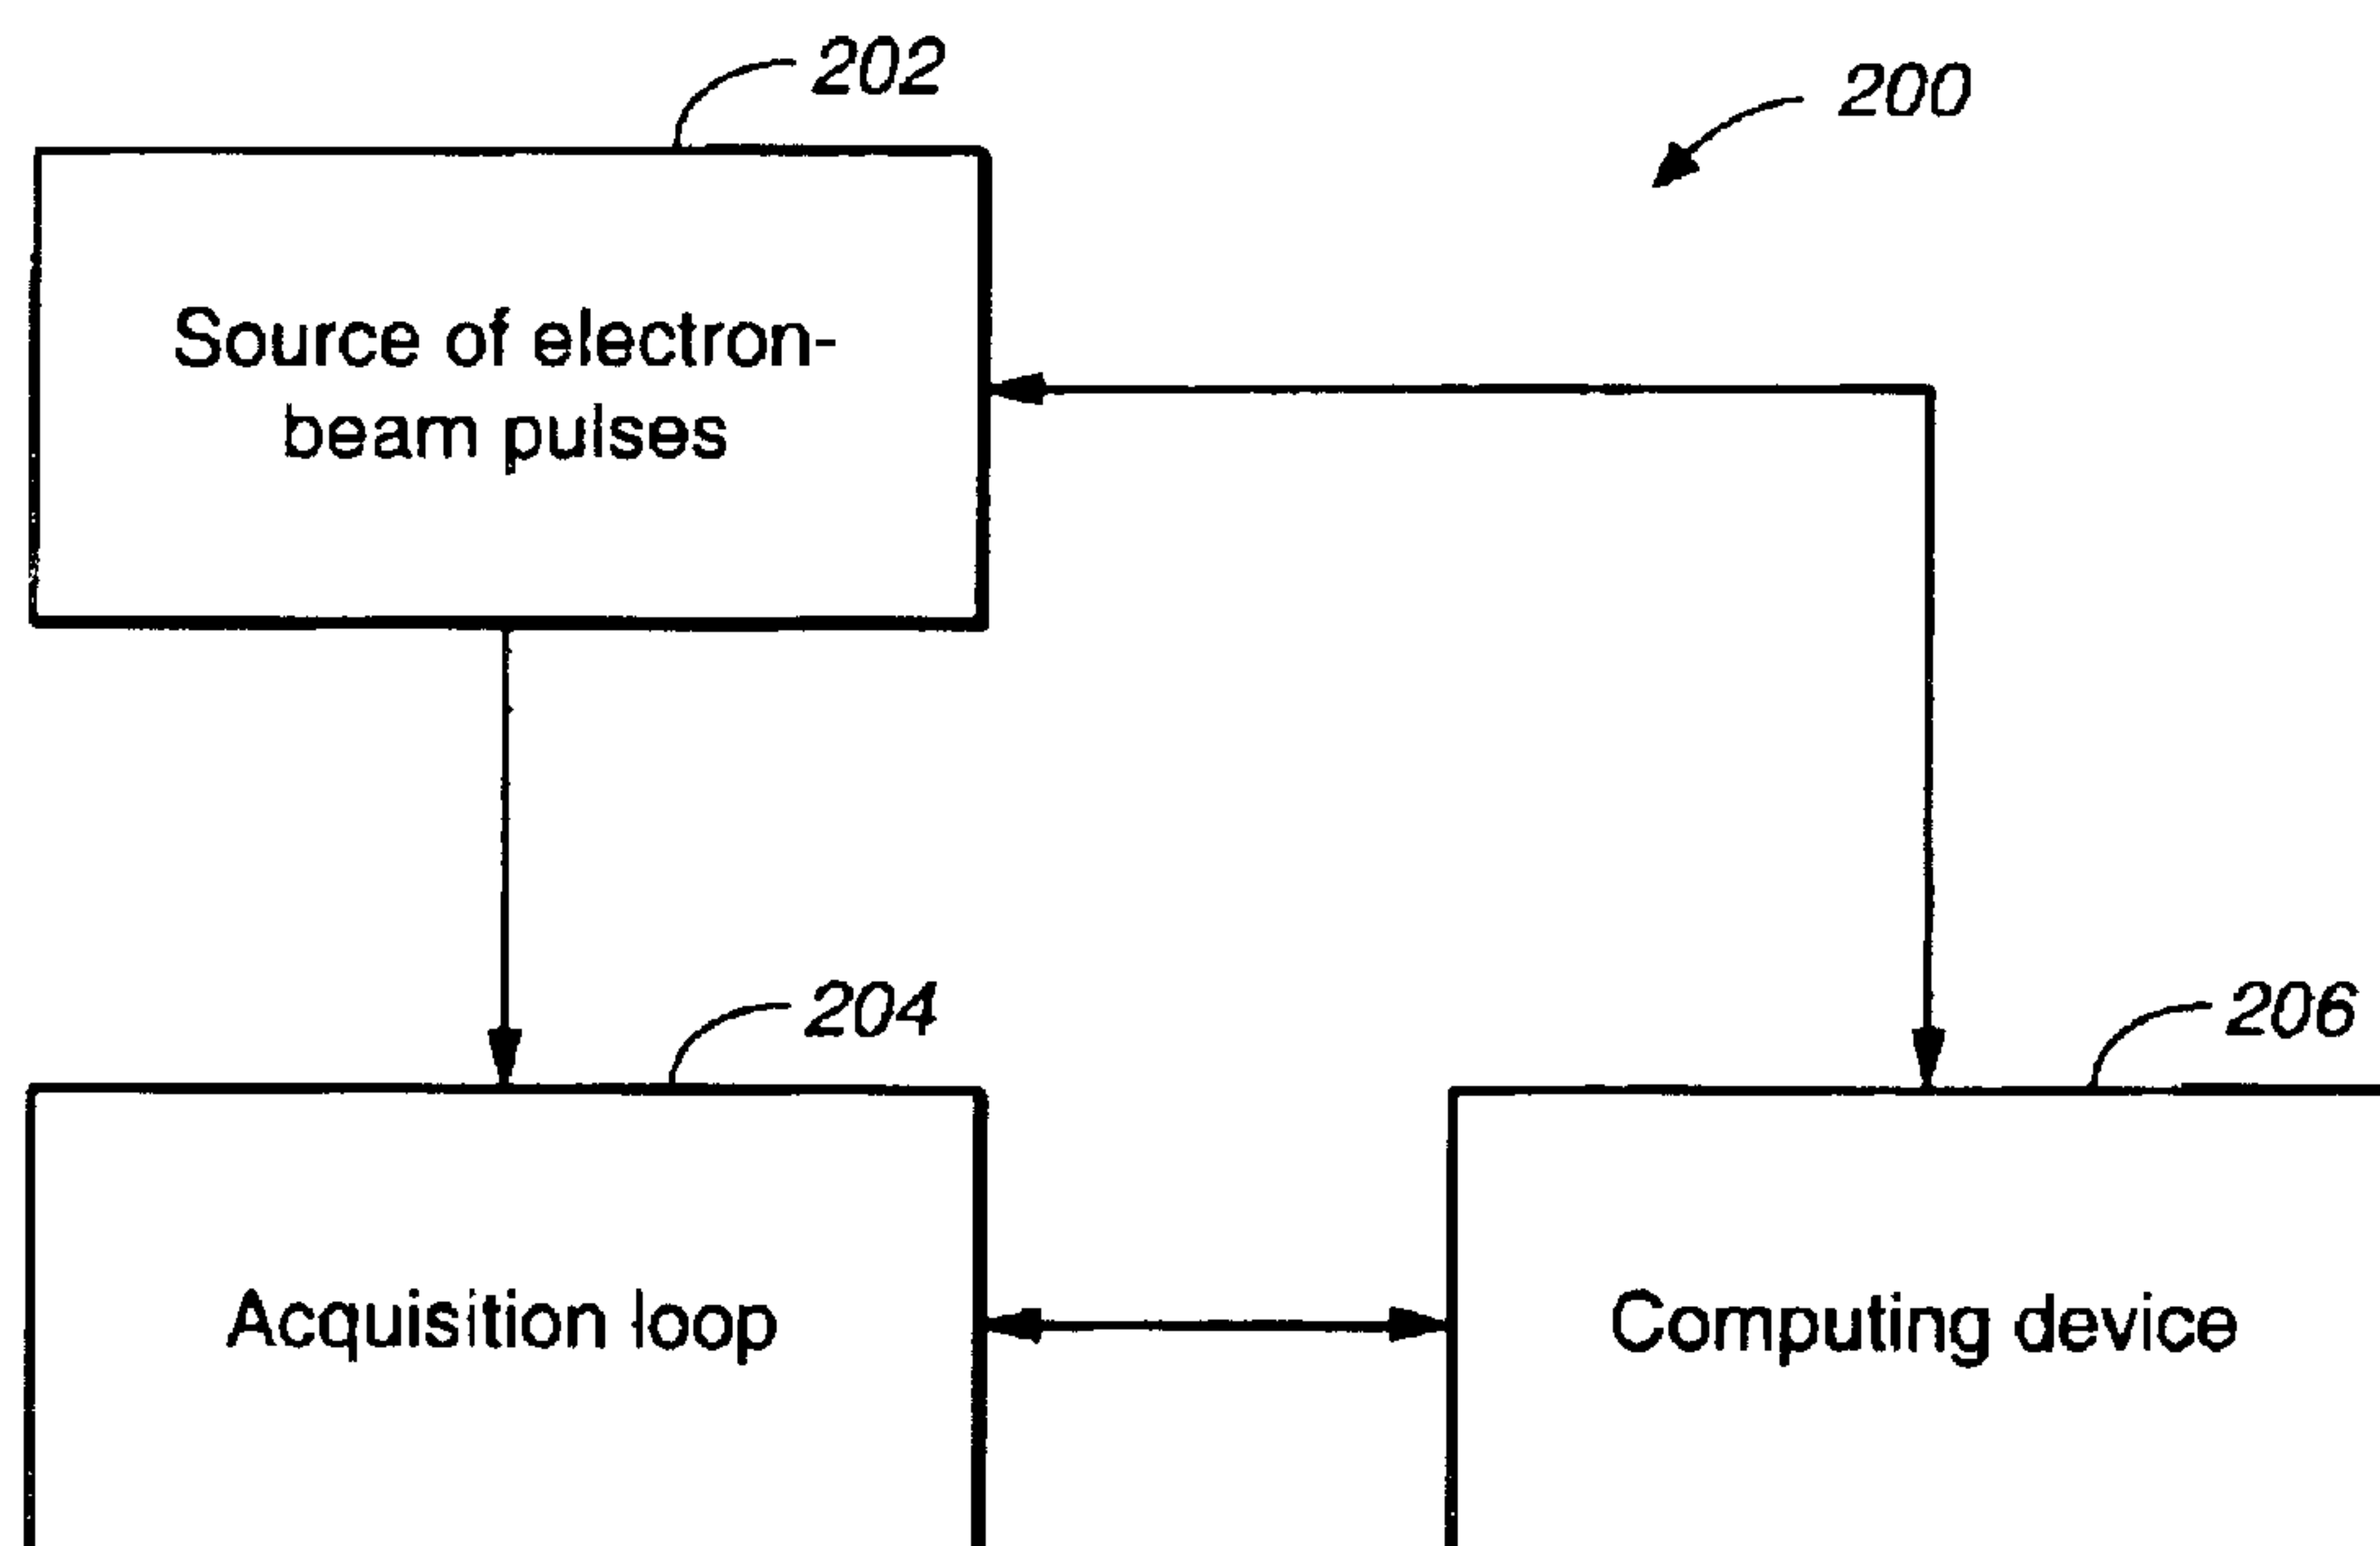 202
200
Source of electron-
beam pulses
204
206
Acquisition loop
Computing device